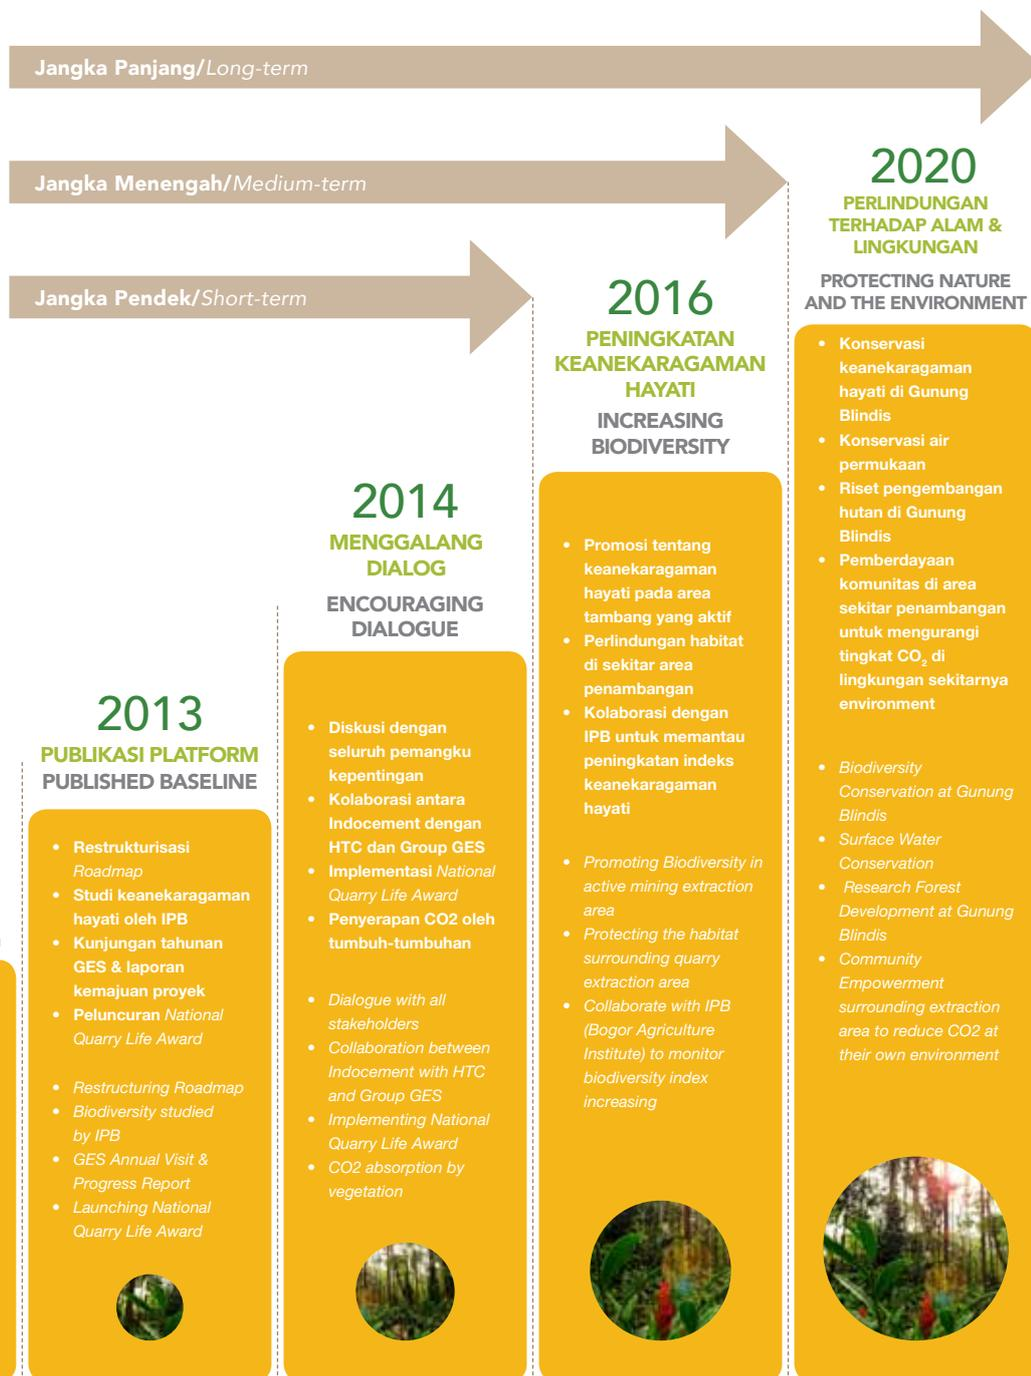 Jangka Panjang/Long-term
Jangka Menengah/Medium-term
Jangka Pendek/Short-term
2013
PUBLIKASI PLATFORM
PUBLISHED BASELINE
• Restrukturisasi
Roadmap
• Studi keanekaragaman
hayati oleh IPB
• Kunjungan tahunan
GES & laporan
kemajuan proyek
• Peluncuran National
Quarry Life Award
• Restructuring Roadmap
• Biodiversity studied
by IPB
• GES Annual Visit &
Progress Report
• Launching National
Quarry Life Award
2014
MENGGALANG
DIALOG
ENCOURAGING
DIALOGUE
• Diskusi dengan
seluruh pemangku
kepentingan
• Kolaborasi antara
Indocement dengan
HTC dan Group GES
• Implementasi National
Quarry Life Award
• Penyerapan CO2 oleh
tumbuh-tumbuhan
• Dialogue with all
stakeholders
• Collaboration between
Indocement with HTC
and Group GES
• Implementing National
Quarry Life Award
• CO2 absorption by
vegetation
2016
PENINGKATAN
KEANEKARAGAMAN
HAYATI
INCREASING
BIODIVERSITY
• Promosi tentang
keanekaragaman
hayati pada area
tambang yang aktif
• Perlindungan habitat
di sekitar area
penambangan
• Kolaborasi dengan
IPB untuk memantau
peningkatan indeks
keanekaragaman
hayati
• Promoting Biodiversity in
active mining extraction
area
• Protecting the habitat
surrounding quarry
extraction area
• Collaborate with IPB
(Bogor Agriculture
Institute) to monitor
biodiversity index
increasing
2020
PERLINDUNGAN
TERHADAP ALAM &
LINGKUNGAN
PROTECTING NATURE
AND THE ENVIRONMENT
• Konservasi
keanekaragaman
hayati di Gunung
Blindis
• Konservasi air
permukaan
• Riset pengembangan
hutan di Gunung
Blindis
• Pemberdayaan
komunitas di area
sekitar penambangan
untuk mengurangi
tingkat CO₂ di
lingkungan sekitarnya
environment
• Biodiversity
Conservation at Gunung
Blindis
• Surface Water
Conservation
• Research Forest
Development at Gunung
Blindis
• Community
Empowerment
surrounding extraction
area to reduce CO2 at
their own environment